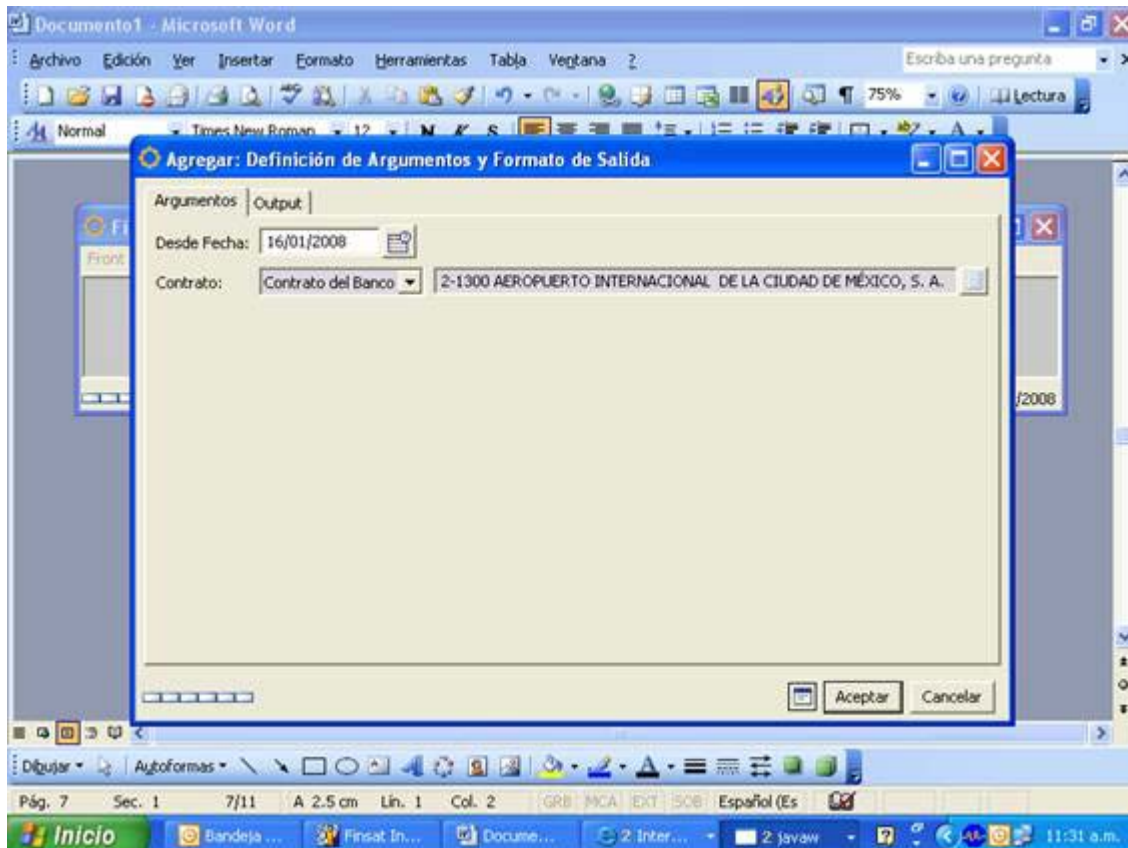 Documento1 - Microsoft Word
Archivo Edición Ver Insertar Formato Herramientas Tabla Ventana ? Escriba una pregunta
75% Lectura
Normal Times New Roman 12 N K S
Agregar: Definición de Argumentos y Formato de Salida
Argumentos Output
Desde Fecha: 16/01/2008
Contrato: Contrato del Banco 2-1300 AEROPUERTO INTERNACIONAL DE LA CIUDAD DE MÉXICO, S. A.
Front
/2008
Aceptar Cancelar
Dibujar Autoformas
Pág. 7 Sec. 1 7/11 A 2.5 cm Lín. 1 Col. 2 GRB MCA EXT SOB Español (Es
Inicio Bandeja ... Finsat In... Docume... 2 Inter... 2 javaw 11:31 a.m.